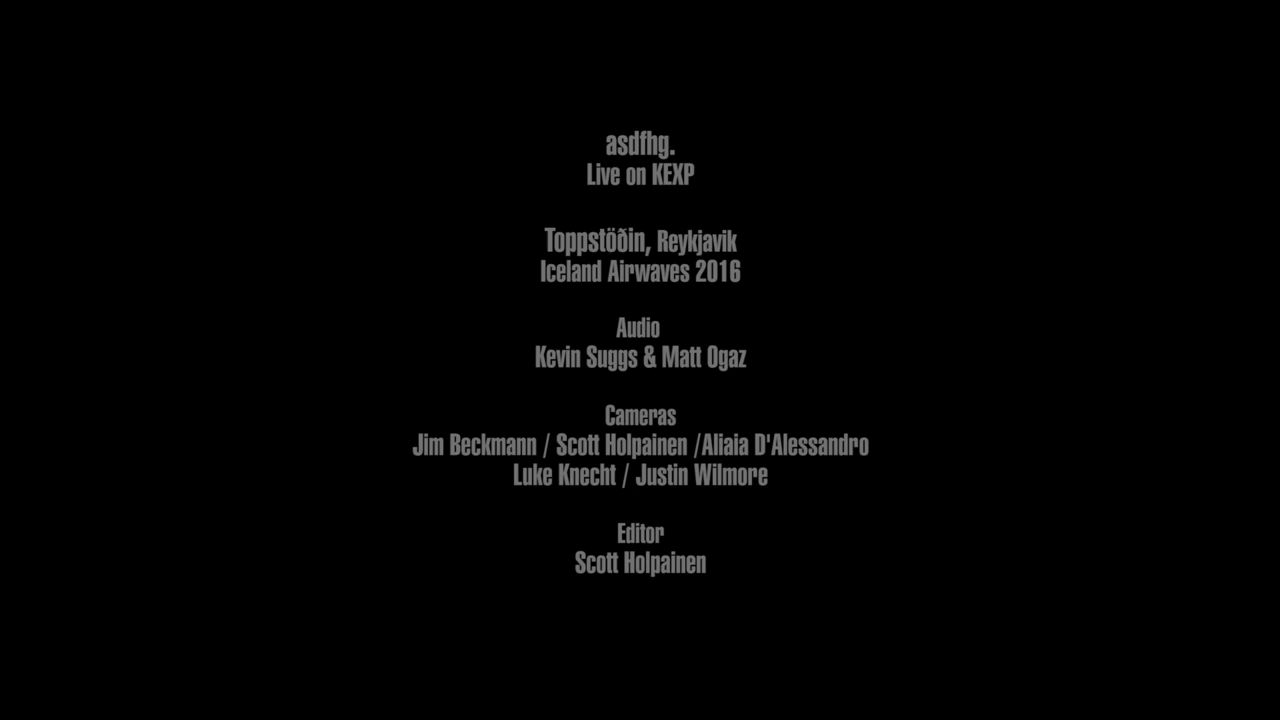 asdfhg.
Live on KEXP
Toppstöðin, Reykjavik
Iceland Airwaves 2016
Audio
Kevin Suggs & Matt Ogaz
Cameras
Jim Beckmann / Scott Holpainen /Aliaia D'Alessandro
Luke Knecht / Justin Wilmore
Editor
Scott Holpainen